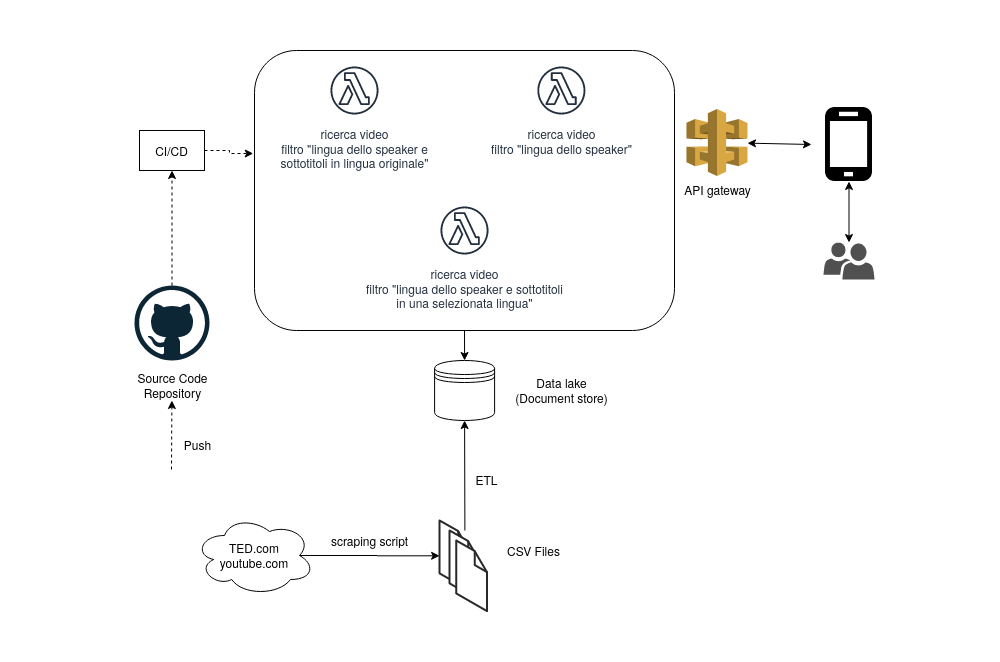 ricerca video
filtro "lingua dello speaker e
sottotitoli in lingua originale"
ricerca video
filtro "lingua dello speaker"
CI/CD
API gateway
ricerca video
filtro "lingua dello speaker e sottotitoli
in una selezionata lingua"
Source Code
Repository
Data lake
(Document store)
Push
ETL
TED.com
youtube.com
scraping script
CSV Files